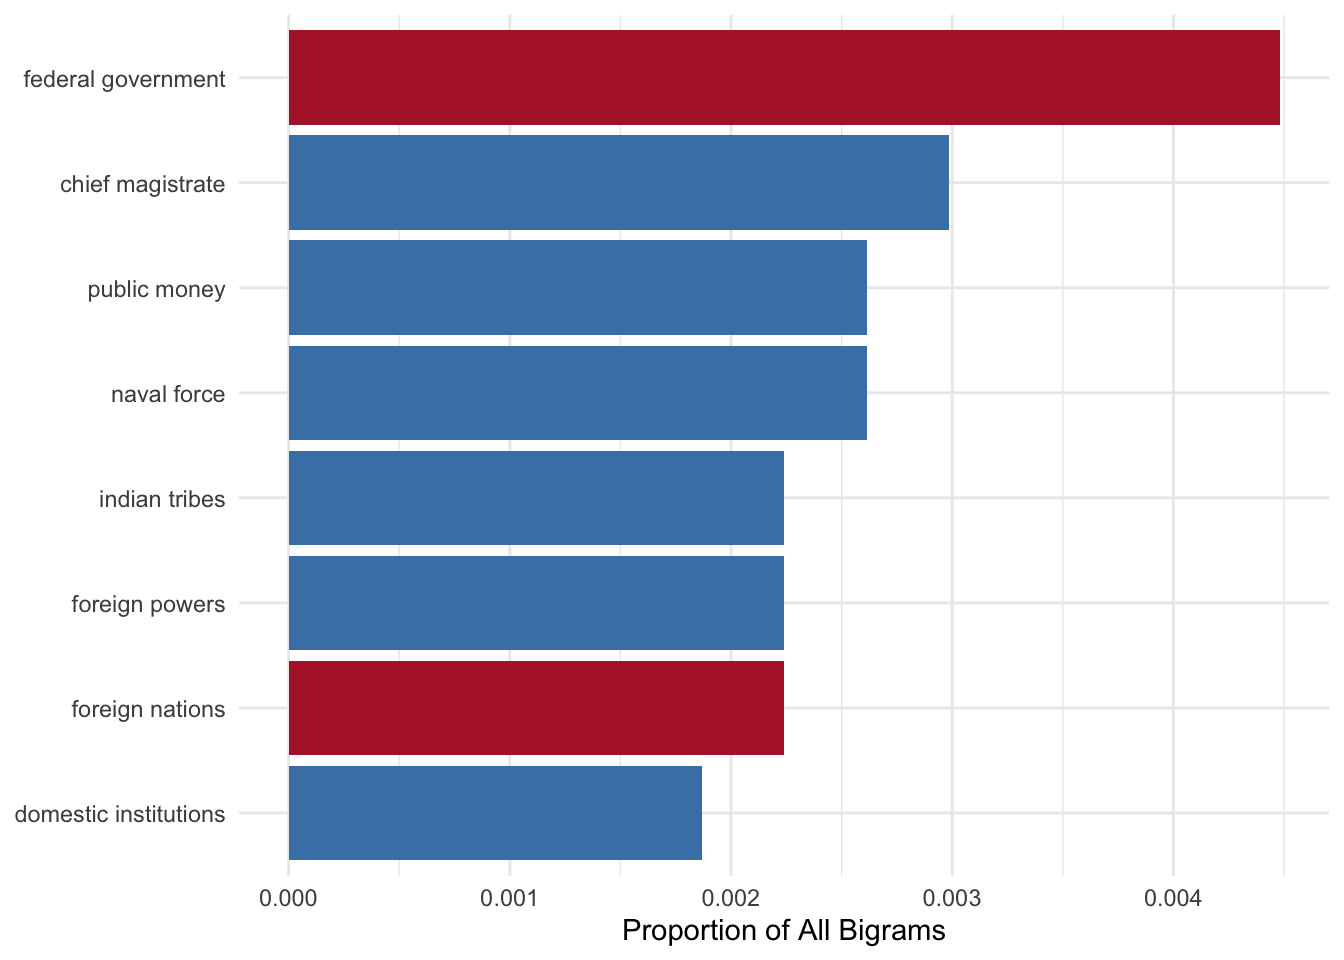 federal government
chief magistrate
public money
naval force
indian tribes
foreign powers
foreign nations
domestic institutions
0.000 0.001 0.002 0.003 0.004
Proportion of All Bigrams